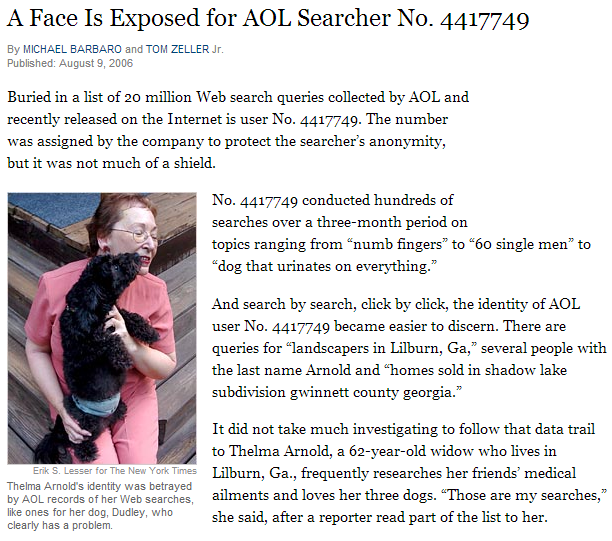 A Face Is Exposed for AOL Searcher No. 4417749
By MICHAEL BARBARO and TOM ZELLER Jr.
Published: August 9, 2006
Buried in a list of 20 million Web search queries collected by AOL and
recently released on the Internet is user No. 4417749. The number
was assigned by the company to protect the searcher’s anonymity,
but it was not much of a shield.
No. 4417749 conducted hundreds of
searches over a three-month period on
topics ranging from “numb fingers” to “60 single men” to
“dog that urinates on everything.”
And search by search, click by click, the identity of AOL
user No. 4417749 became easier to discern. There are
queries for “landscapers in Lilburn, Ga,” several people with
the last name Arnold and “homes sold in shadow lake
subdivision gwinnett county georgia.”
It did not take much investigating to follow that data trail
to Thelma Arnold, a 62-year-old widow who lives in
Lilburn, Ga., frequently researches her friends’ medical
ailments and loves her three dogs. “Those are my searches,”
she said, after a reporter read part of the list to her.
Erik S. Lesser for The New York Times
Thelma Arnold's identity was betrayed
by AOL records of her Web searches,
like ones for her dog, Dudley, who
clearly has a problem.